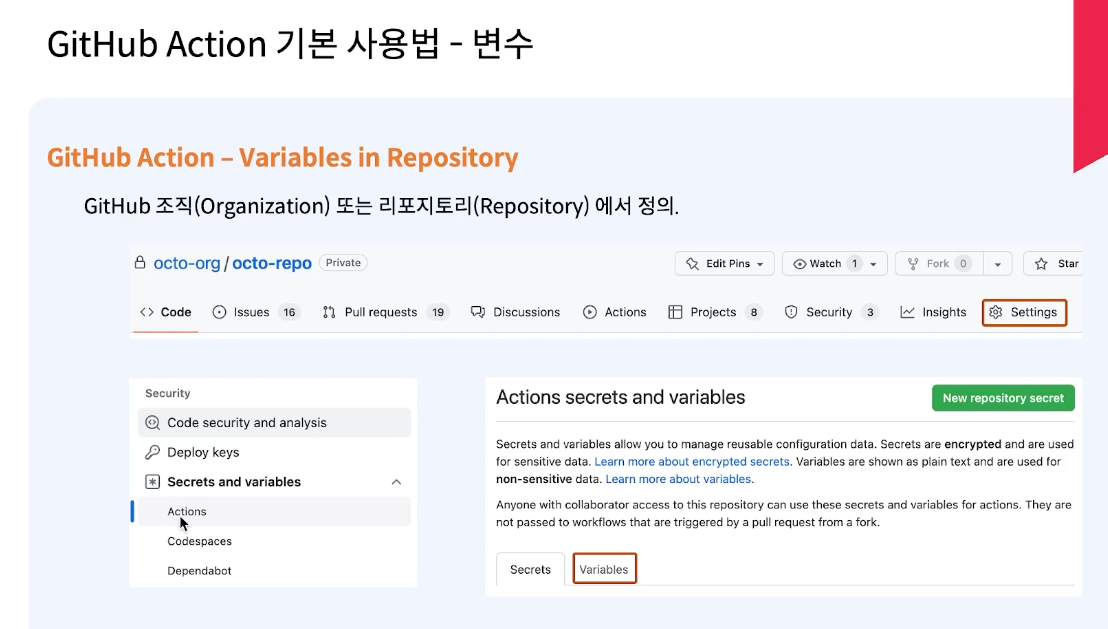 GitHub Action 기본 사용법 - 변수
GitHub Action – Variables in Repository
GitHub 조직(Organization) 또는 리포지토리(Repository) 에서 정의.
octo-org / octo-repo Private
Edit Pins Watch 1 Fork 0 Star
Code Issues 16 Pull requests 19 Discussions Actions Projects 8 Security 3 Insights Settings
Security
Code security and analysis
Deploy keys
Secrets and variables
Actions
Codespaces
Dependabot
Actions secrets and variables
New repository secret
Secrets and variables allow you to manage reusable configuration data. Secrets are encrypted and are used
for sensitive data. Learn more about encrypted secrets. Variables are shown as plain text and are used for
non-sensitive data. Learn more about variables.
Anyone with collaborator access to this repository can use these secrets and variables for actions. They are
not passed to workflows that are triggered by a pull request from a fork.
Secrets Variables